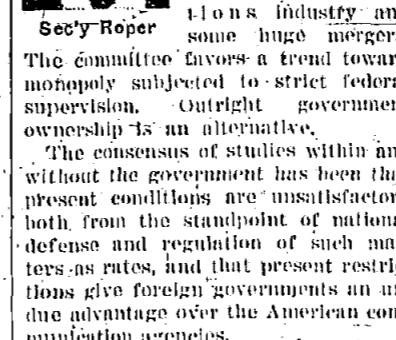 Sec'y Roper
tions industry an
some huge merger
The committee favors a trend towar
monopoly subjected to strict federa
supervision. Outright governmen
ownership is an alternative.
The consensus of studies within an
without the government has been tha
present conditions are unsatisfactor
both from the standpoint of nationa
defense and regulation of such mat
ters as rates, and that present restric
tions give foreign governments an un
due advantage over the American com
munication agencies.